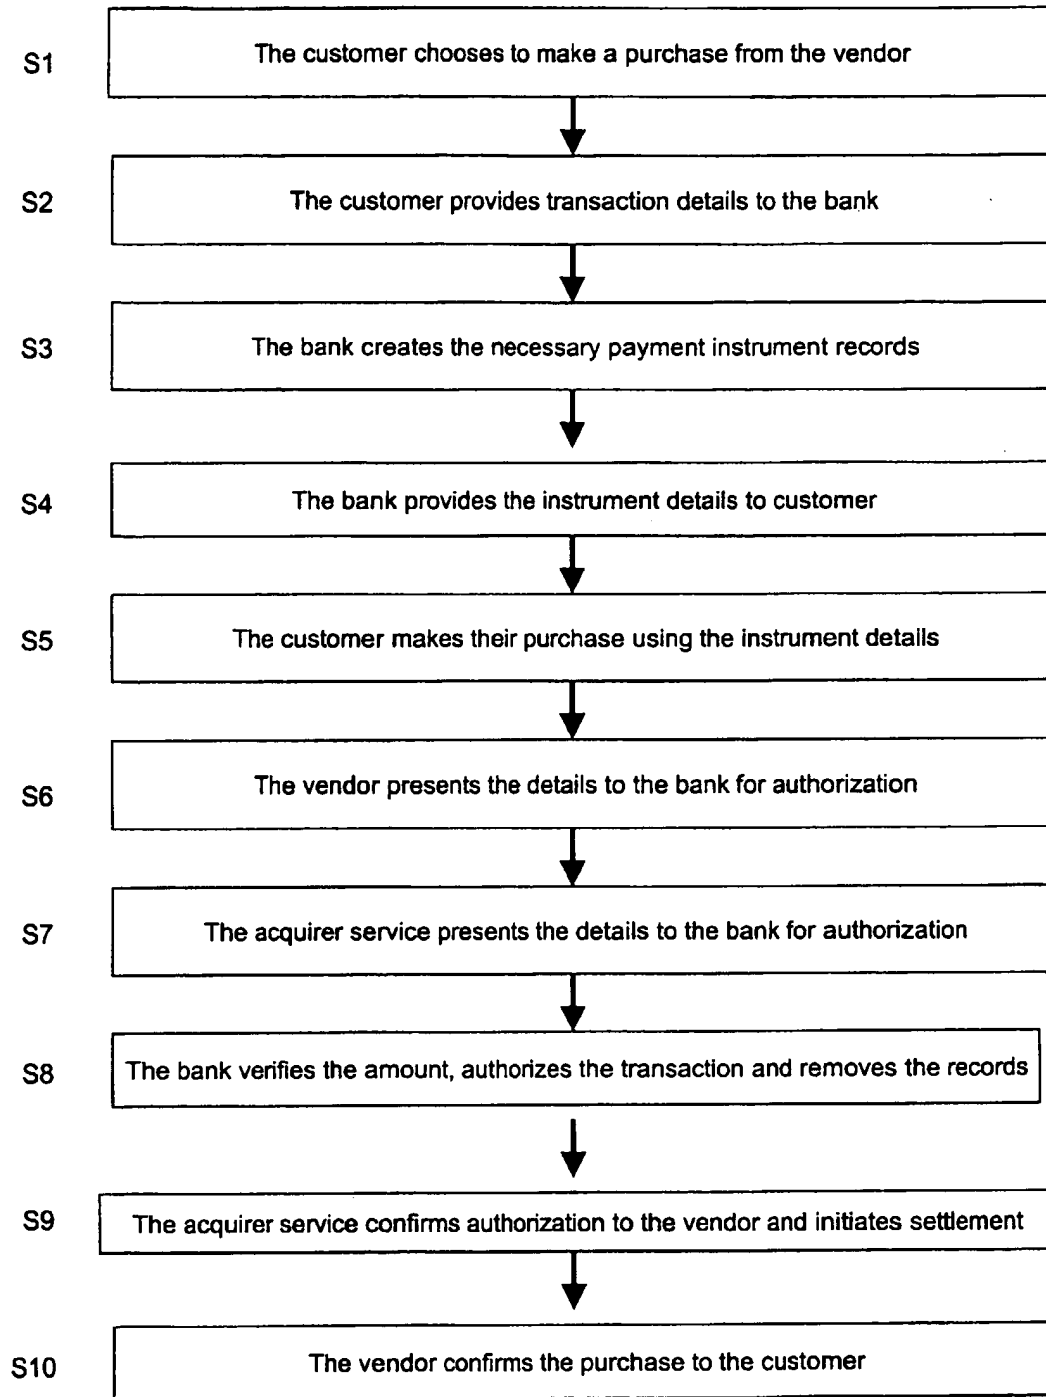 S1 The customer chooses to make a purchase from the vendor
S2 The customer provides transaction details to the bank
S3 The bank creates the necessary payment instrument records
S4 The bank provides the instrument details to customer
S5 The customer makes their purchase using the instrument details
S6 The vendor presents the details to the bank for authorization
S7 The acquirer service presents the details to the bank for authorization
S8 The bank verifies the amount, authorizes the transaction and removes the records
S9 The acquirer service confirms authorization to the vendor and initiates settlement
S10 The vendor confirms the purchase to the customer